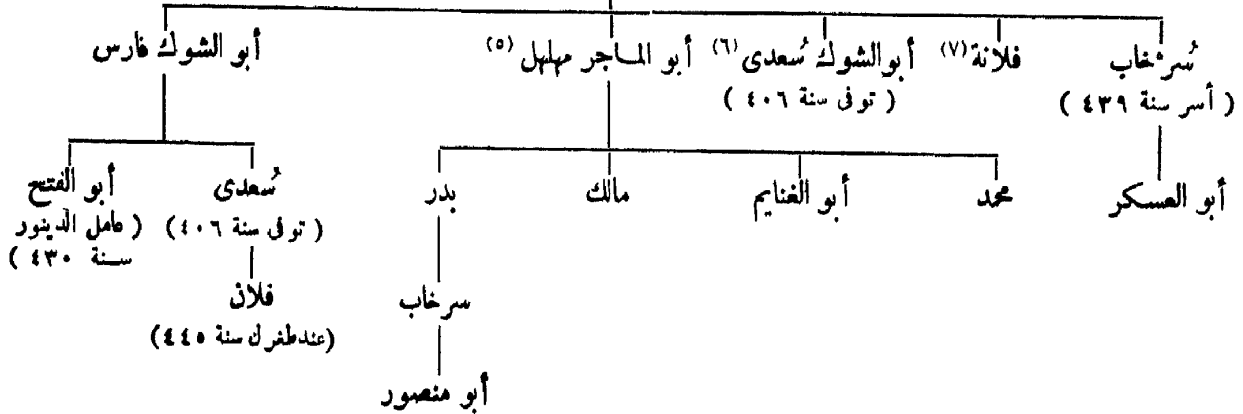 سُرخاب
( أسر سنة ٤٣٩ )
فلانة (٧)
أبو الشوك سُعدى (٦)
( توفى سنة ٤٠٦ )
أبو الماجر مهلهل (٥)
أبو الشوك فارس
أبو العسكر
محمد
أبو الغنايم
مالك
بدر
سُعدى
( توفى سنة ٤٠٦ )
أبو الفتح
( عامل الدينور
سنة ٤٣٠ )
سرخاب
فلان
(عند طغرك سنة ٤٤٥)
أبو منصور